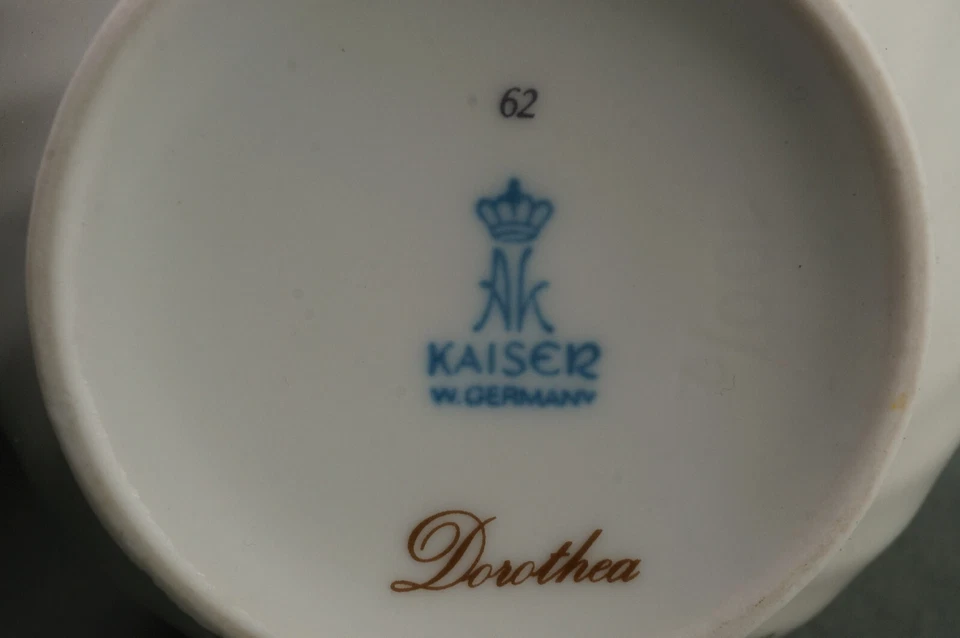 62
AK
KAISER
W. GERMANY
Dorothea